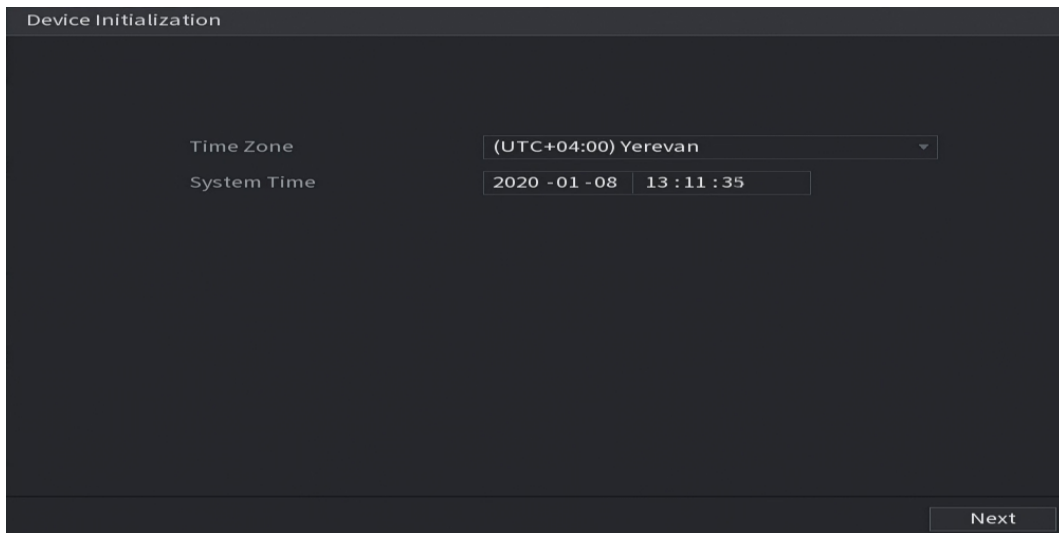 Device Initialization
Time Zone (UTC+04:00) Yerevan
System Time 2020 -01 -08 13 : 11 : 35
Next